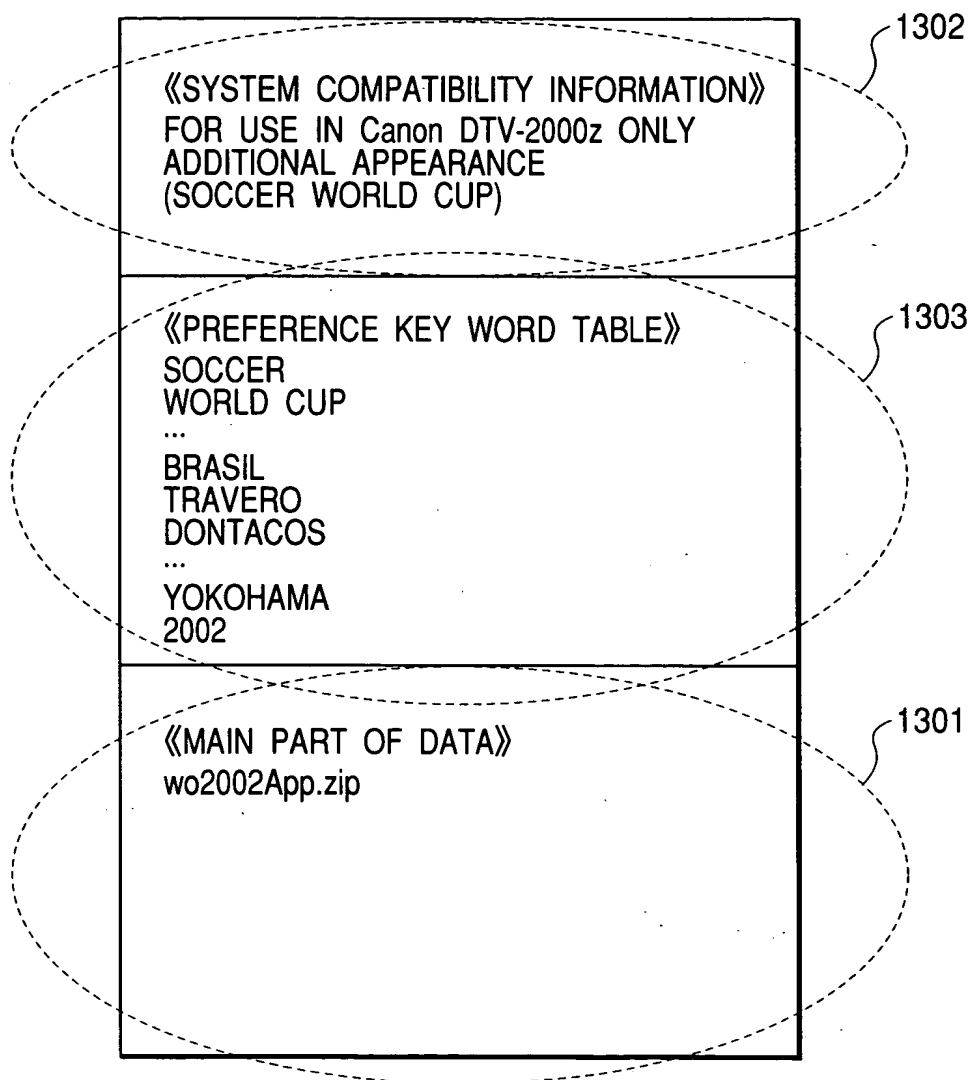 1302
《SYSTEM COMPATIBILITY INFORMATION》
FOR USE IN Canon DTV-2000z ONLY
ADDITIONAL APPEARANCE
(SOCCER WORLD CUP)
1303
《PREFERENCE KEY WORD TABLE》
SOCCER
WORLD CUP
...
BRASIL
TRAVERO
DONTACOS
...
YOKOHAMA
2002
1301
《MAIN PART OF DATA》
wo2002App.zip